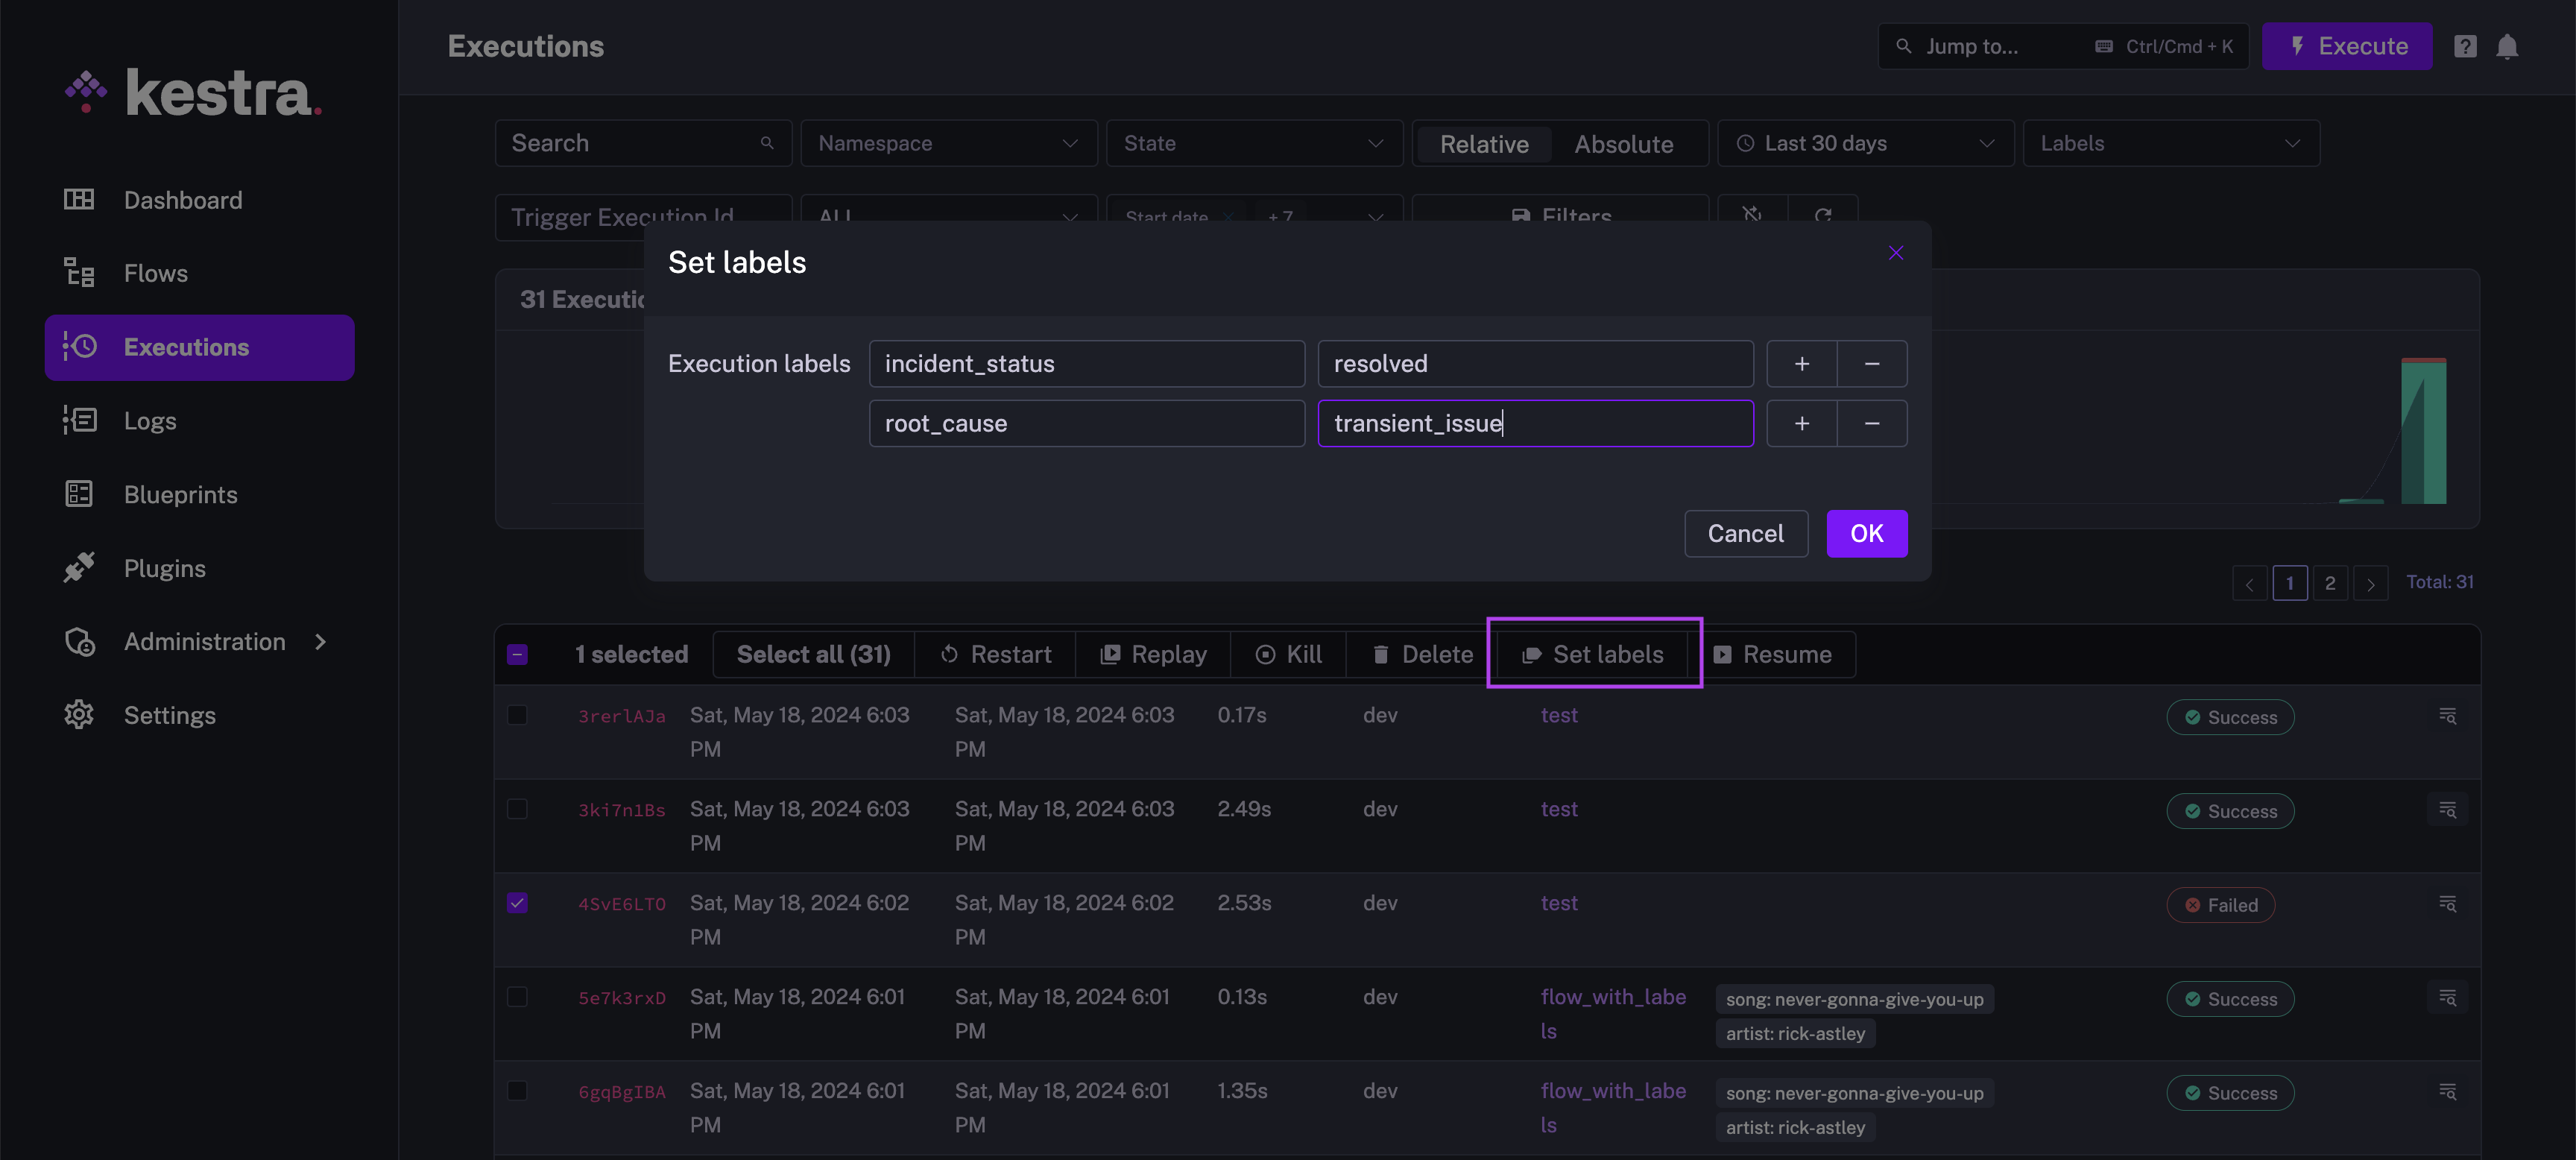 kestra.
Dashboard
Flows
Executions
Logs
Blueprints
Plugins
Administration
Settings
Executions
Jump to...
Ctrl/Cmd + K
Execute
Search
Namespace
State
Relative
Absolute
Last 30 days
Labels
Trigger Execution Id
ALL
Start date
+ 7
Filters
31
Set labels
Execution labels
incident_status
resolved
root_cause
transient_issue
Cancel
OK
1
2
Total: 31
1 selected
Select all (31)
Restart
Replay
Kill
Delete
Set labels
Resume
3rerlAJa Sat, May 18, 2024 6:03 Sat, May 18, 2024 6:03 0.17s dev test Success
PM PM
3ki7n1Bs Sat, May 18, 2024 6:03 Sat, May 18, 2024 6:03 2.49s dev test Success
PM PM
4SvE6LTO Sat, May 18, 2024 6:02 Sat, May 18, 2024 6:02 2.53s dev test Failed
PM PM
5e7k3rxD Sat, May 18, 2024 6:01 Sat, May 18, 2024 6:01 0.13s dev flow_with_labe song: never-gonna-give-you-up Success
PM PM ls artist: rick-astley
6gqBgIBA Sat, May 18, 2024 6:01 Sat, May 18, 2024 6:01 1.35s dev flow_with_labe song: never-gonna-give-you-up Success
PM PM ls artist: rick-astley